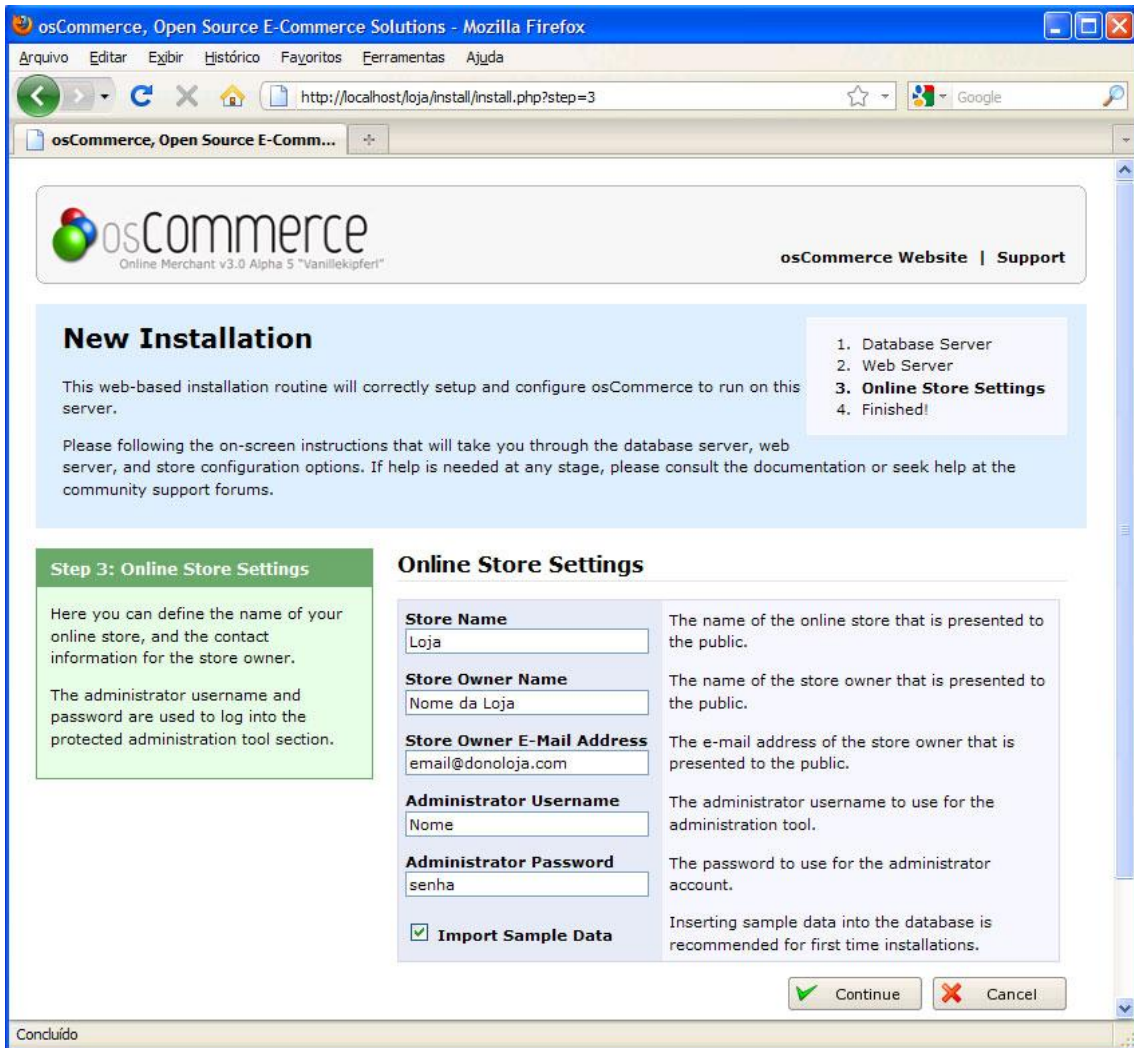 osCommerce, Open Source E-Commerce Solutions - Mozilla Firefox
Arquivo Editar Exibir Histórico Favoritos Ferramentas Ajuda
http://localhost/loja/install/install.php?step=3
Google
osCommerce, Open Source E-Comm...
osCommerce
Online Merchant v3.0 Alpha 5 "Vanillekipferl"
osCommerce Website | Support
New Installation
This web-based installation routine will correctly setup and configure osCommerce to run on this
server.
Please following the on-screen instructions that will take you through the database server, web
server, and store configuration options. If help is needed at any stage, please consult the documentation or seek help at the
community support forums.
1. Database Server
2. Web Server
3. Online Store Settings
4. Finished!
Step 3: Online Store Settings
Here you can define the name of your
online store, and the contact
information for the store owner.
The administrator username and
password are used to log into the
protected administration tool section.
Online Store Settings
Store Name
Loja
The name of the online store that is presented to
the public.
Store Owner Name
Nome da Loja
The name of the store owner that is presented to
the public.
Store Owner E-Mail Address
email@donoloja.com
The e-mail address of the store owner that is
presented to the public.
Administrator Username
Nome
The administrator username to use for the
administration tool.
Administrator Password
senha
The password to use for the administrator
account.
Import Sample Data
Inserting sample data into the database is
recommended for first time installations.
Continue
Cancel
Concluído